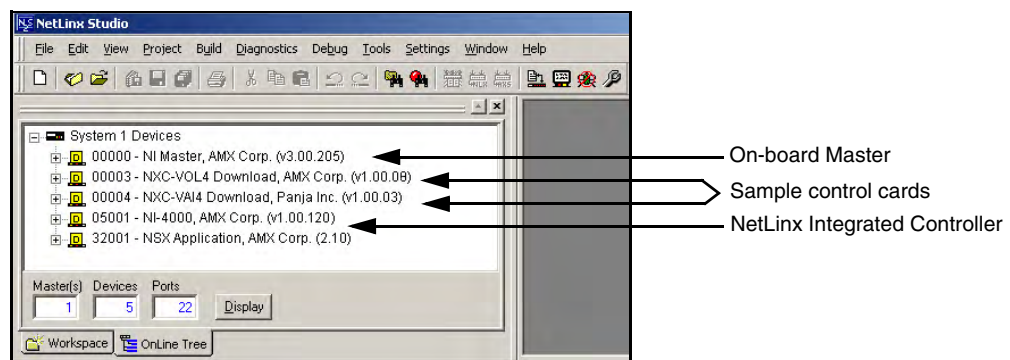 NetLinx Studio
File Edit View Project Build Diagnostics Debug Tools Settings Window Help
System 1 Devices
00000 - NI Master, AMX Corp. (v3.00.205)
00003 - NXC-VOL4 Download, AMX Corp. (v1.00.08)
00004 - NXC-VAI4 Download, Panja Inc. (v1.00.03)
05001 - NI-4000, AMX Corp. (v1.00.120)
32001 - NSX Application, AMX Corp. (2.10)
On-board Master
Sample control cards
NetLinx Integrated Controller
Master(s) Devices Ports
1 5 22 Display
Workspace OnLine Tree